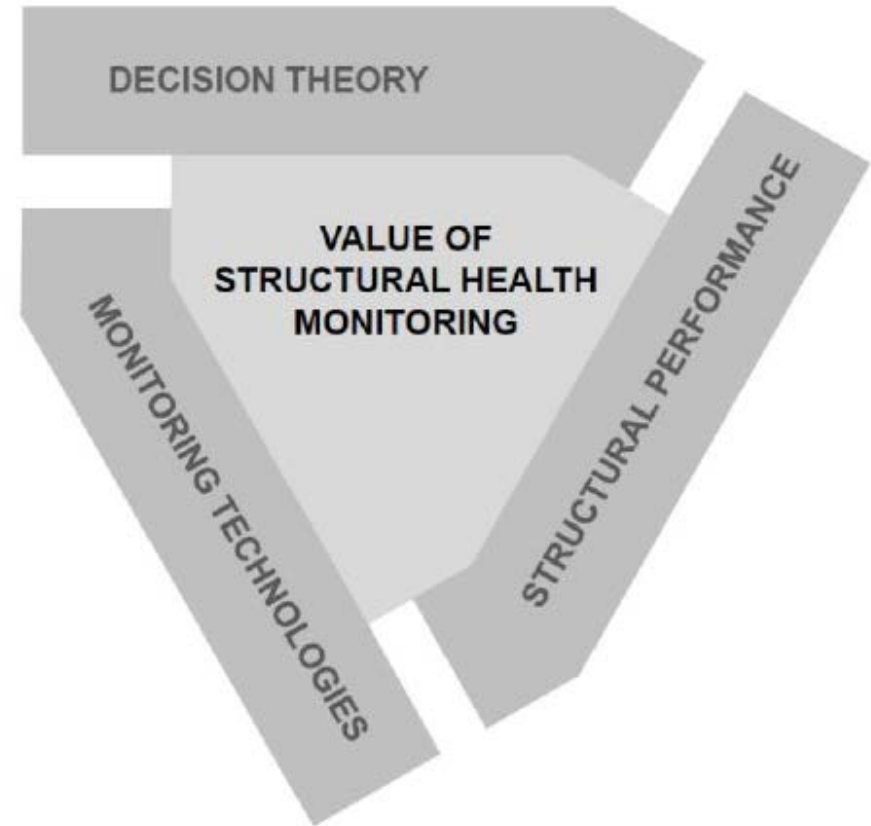 DECISION THEORY
VALUE OF
STRUCTURAL HEALTH
MONITORING
STRUCTURAL PERFORMANCE
MONITORING TECHNOLOGIES